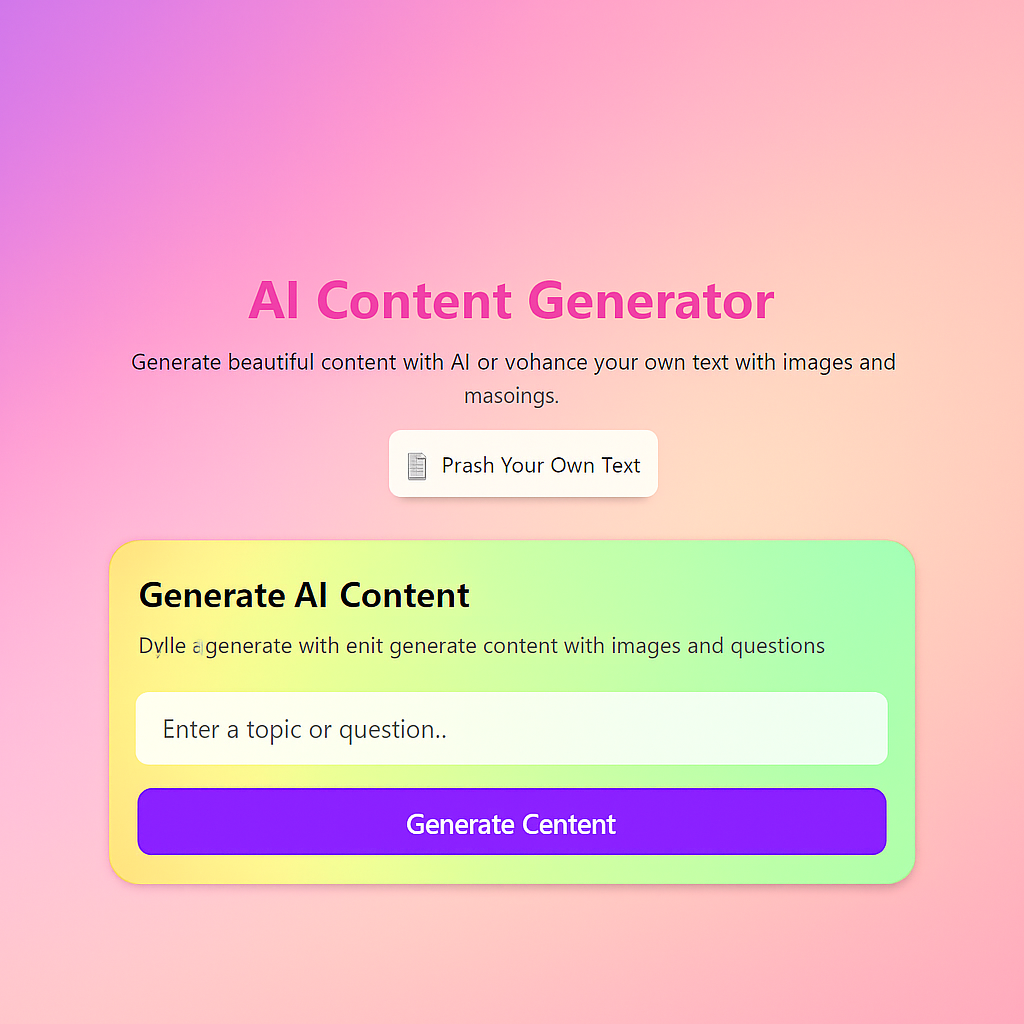 AI Content Generator
Generate beautiful content with AI or vohance your own text with images and
masoings.
Prash Your Own Text
Generate AI Content
Dylle agenerate with enit generate content with images and questions
Enter a topic or question..
Generate Centent